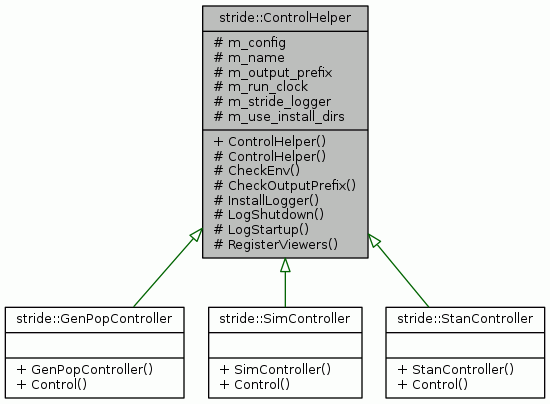 stride::ControlHelper
# m_config
# m_name
# m_output_prefix
# m_run_clock
# m_stride_logger
# m_use_install_dirs
+ ControlHelper()
# ControlHelper()
# CheckEnv()
# CheckOutputPrefix()
# InstallLogger()
# LogShutdown()
# LogStartup()
# RegisterViewers()
stride::GenPopController
+ GenPopController()
+ Control()
stride::SimController
+ SimController()
+ Control()
stride::StanController
+ StanController()
+ Control()